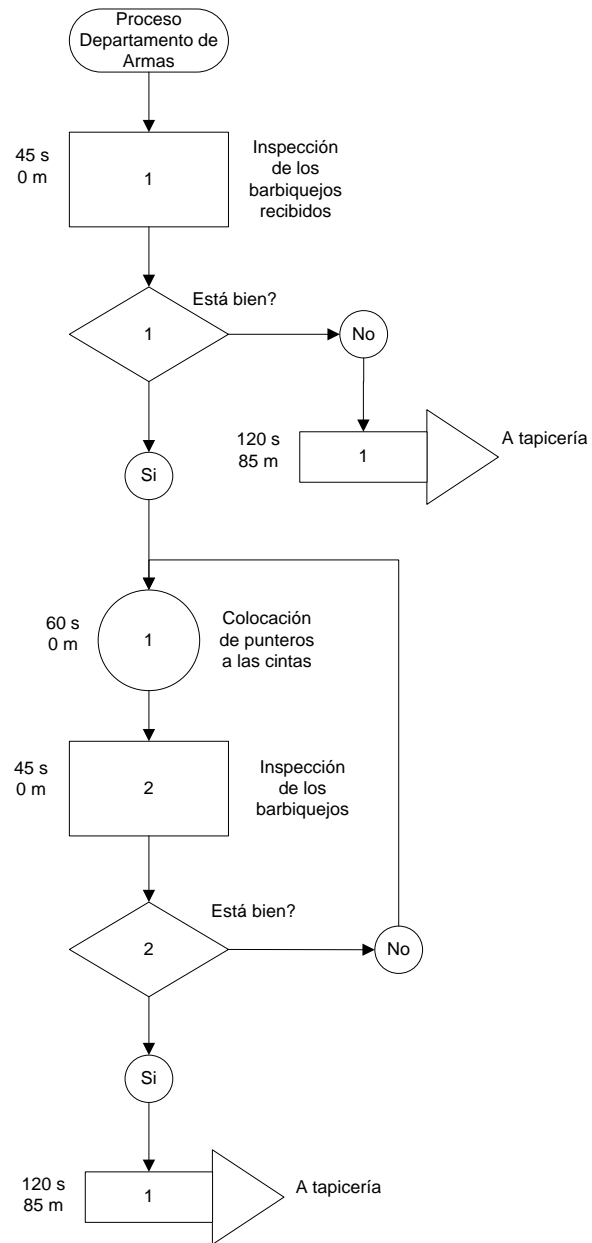 Proceso
Departamento de
Armas
45 s
0 m
1
Inspección
de los
barbiquejos
recibidos
Está bien?
1
No
120 s
85 m
1
A tapicería
Si
60 s
0 m
1
Colocación
de punteros
a las cintas
45 s
0 m
2
Inspección
de los
barbiquejos
Está bien?
2
No
Si
120 s
85 m
1
A tapicería